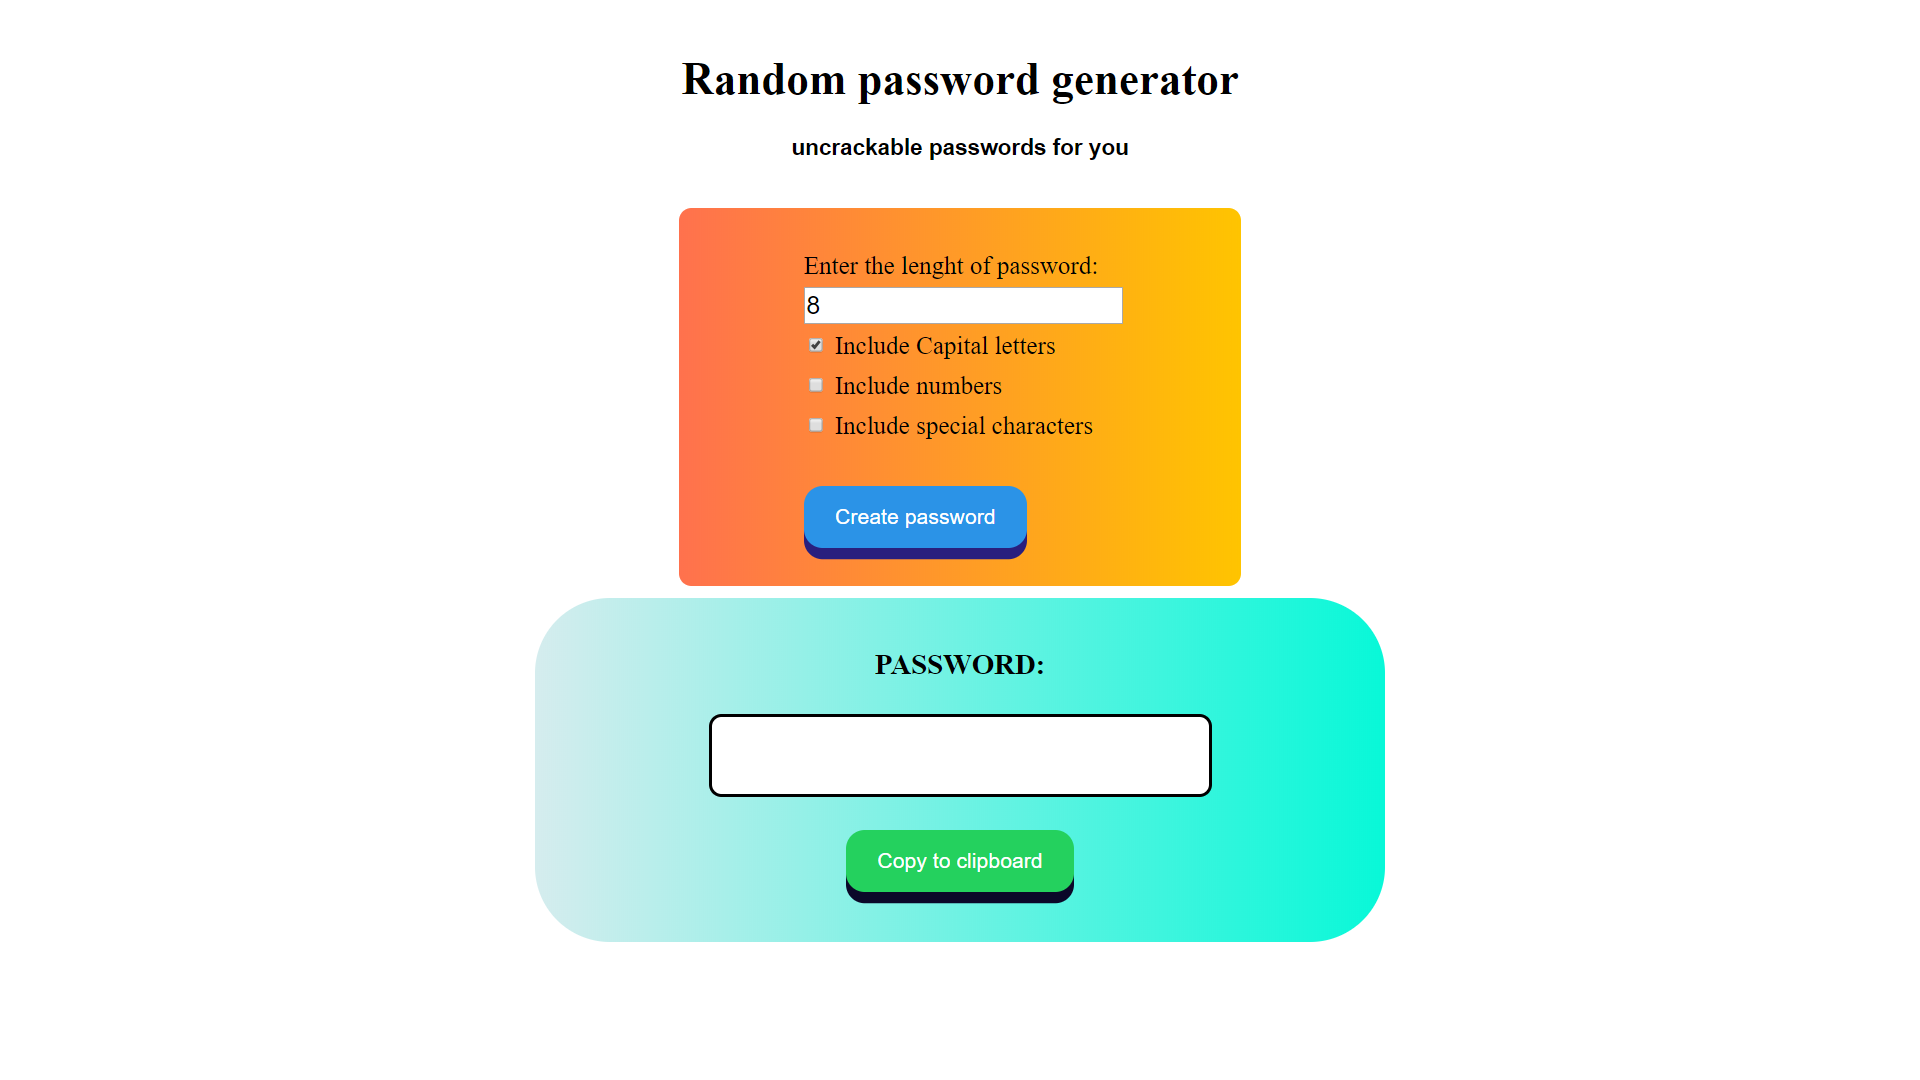 Random password generator
uncrackable passwords for you
Enter the lenght of password:
8
Include Capital letters
Include numbers
Include special characters
Create password
PASSWORD:
Copy to clipboard